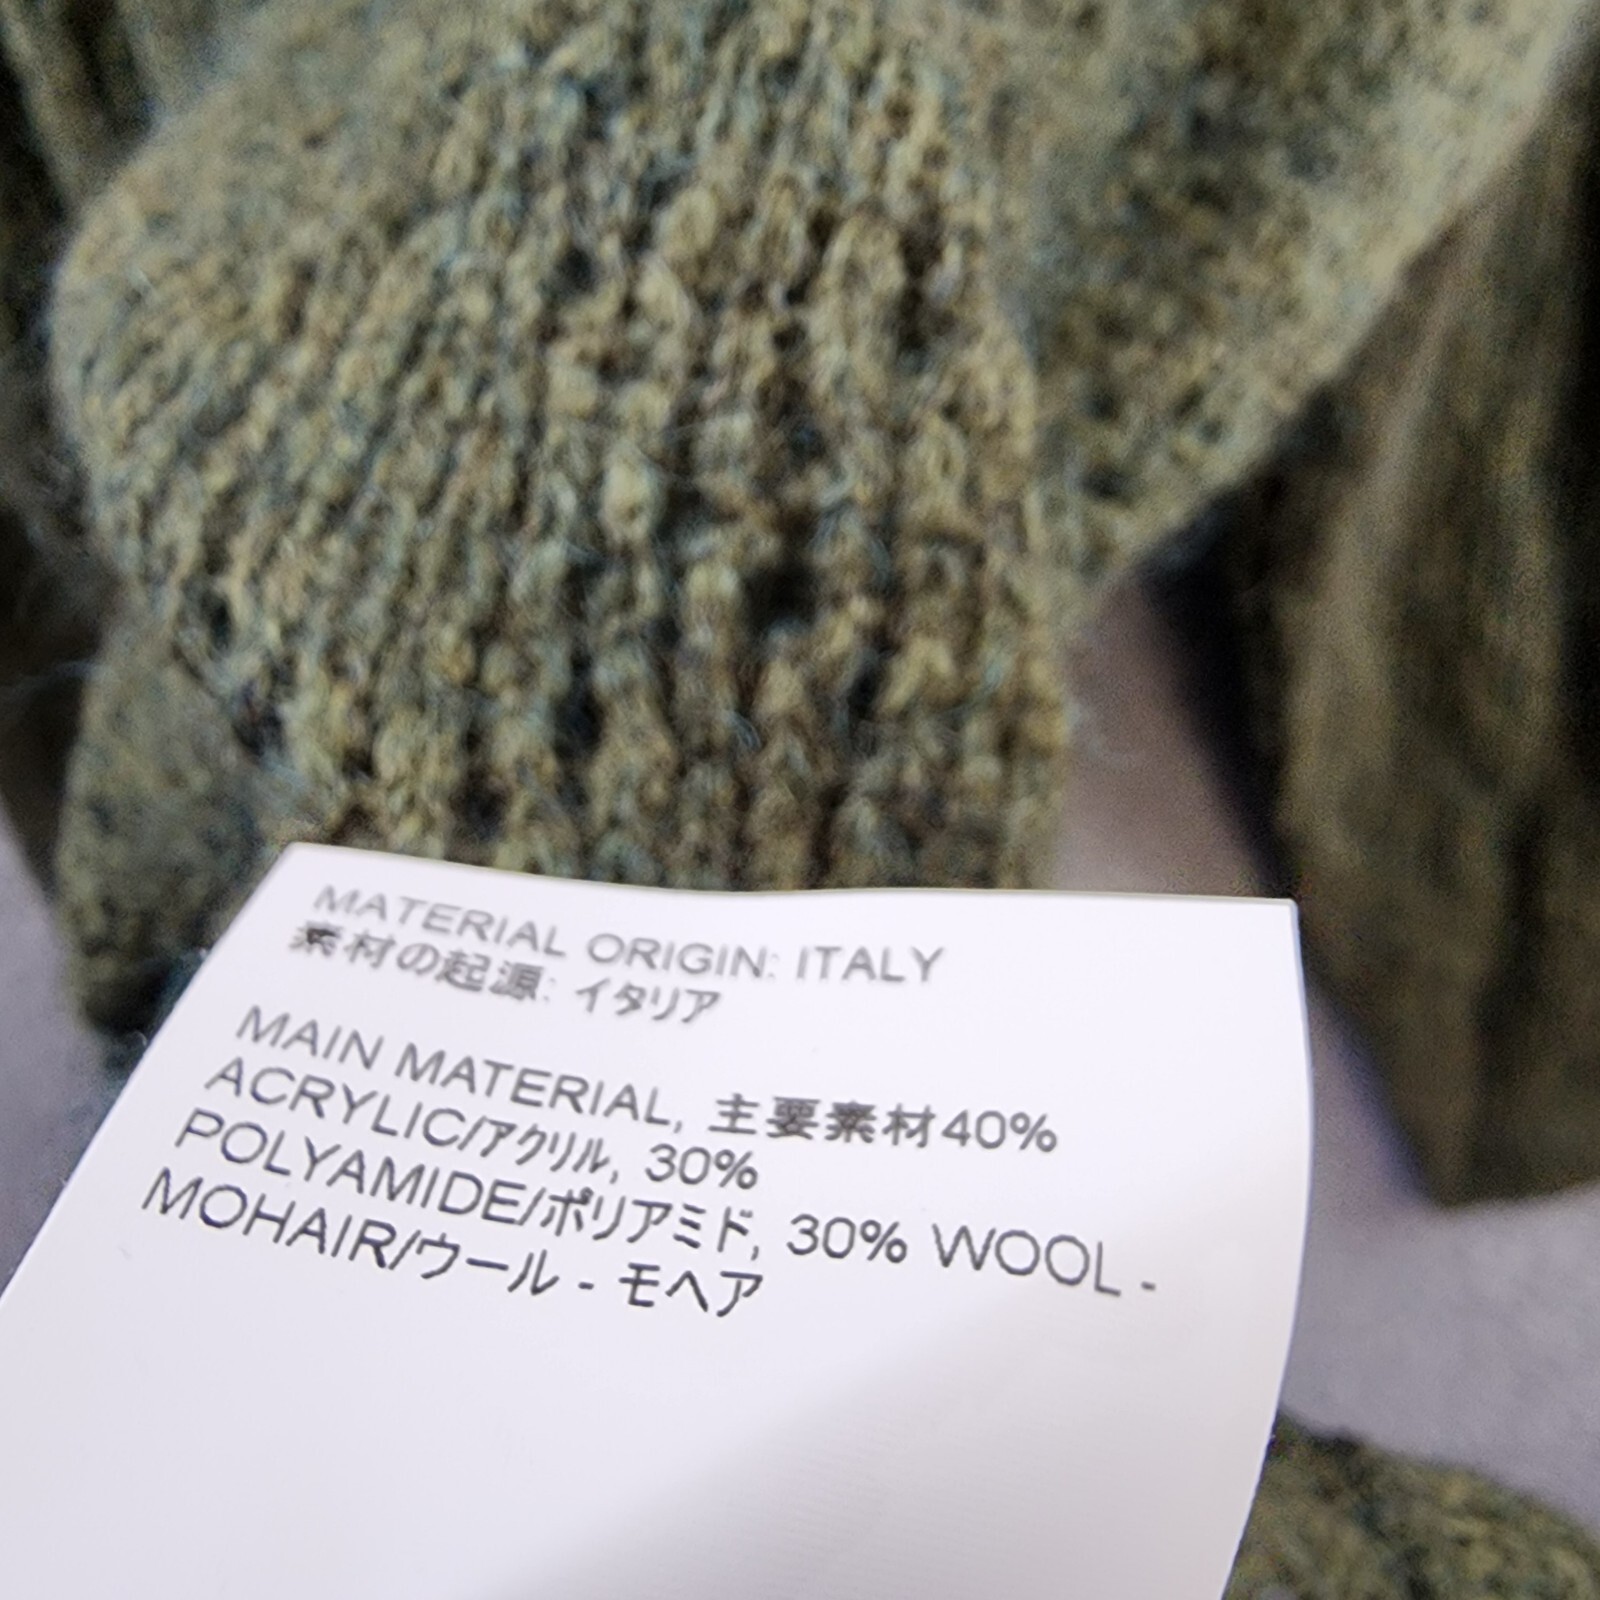 MATERIAL ORIGIN: ITALY
素材の起源: イタリア
MAIN MATERIAL, 主要素材40%
ACRYLIC/アクリル, 30%
POLYAMIDE/ポリアミド, 30% WOOL -
MOHAIR/ウール - モヘア